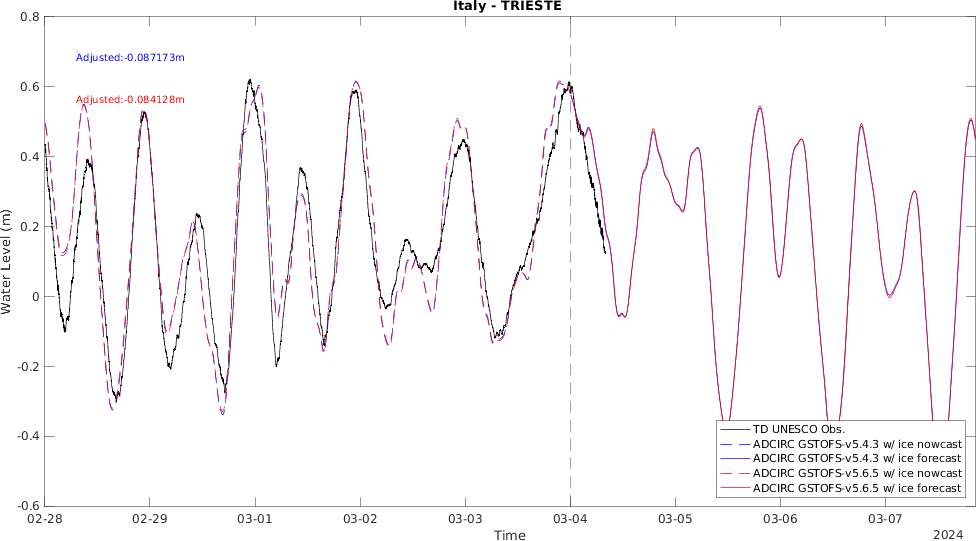 Italy - TRIESTE
0.8
Adjusted:-0.087173m
0.6
Adjusted:-0.084128m
0.4
0.2
0
-0.2
-0.4
-0.6
Water Level (m)
TD UNESCO Obs.
ADCIRC GSTOFS-v5.4.3 w/ ice nowcast
ADCIRC GSTOFS-v5.4.3 w/ ice forecast
ADCIRC GSTOFS-v5.6.5 w/ ice nowcast
ADCIRC GSTOFS-v5.6.5 w/ ice forecast
02-28 02-29 03-01 03-02 03-03 03-04 03-05 03-06 03-07
Time
2024